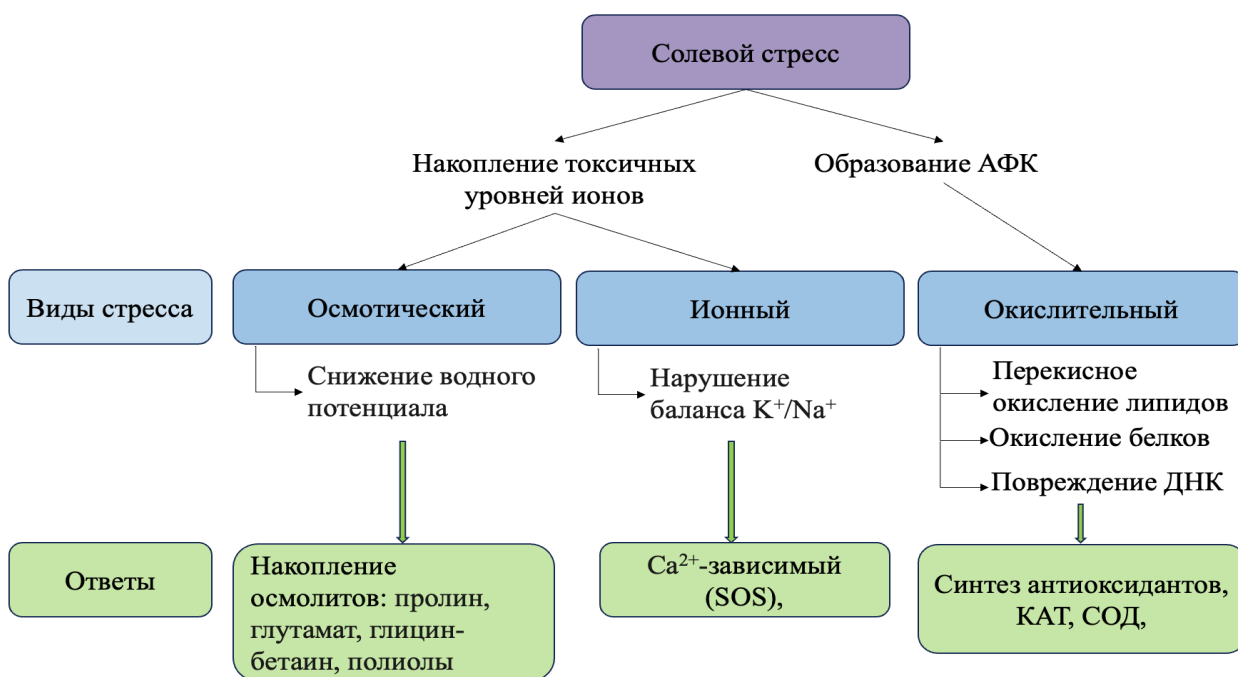 Солевой стресс
Накопление токсичных
уровней ионов
Образование АФК
Виды стресса
Осмотический
Ионный
Окислительный
Снижение водного
потенциала
Нарушение
баланса K⁺/Na⁺
Перекисное
окисление липидов
Окисление белков
Повреждение ДНК
Ответы
Накопление
осмолитов: пролин,
глутамат, глицин-
бетаин, полиолы
Ca²⁺-зависимый
(SOS),
Синтез антиоксидантов,
КАТ, СОД,